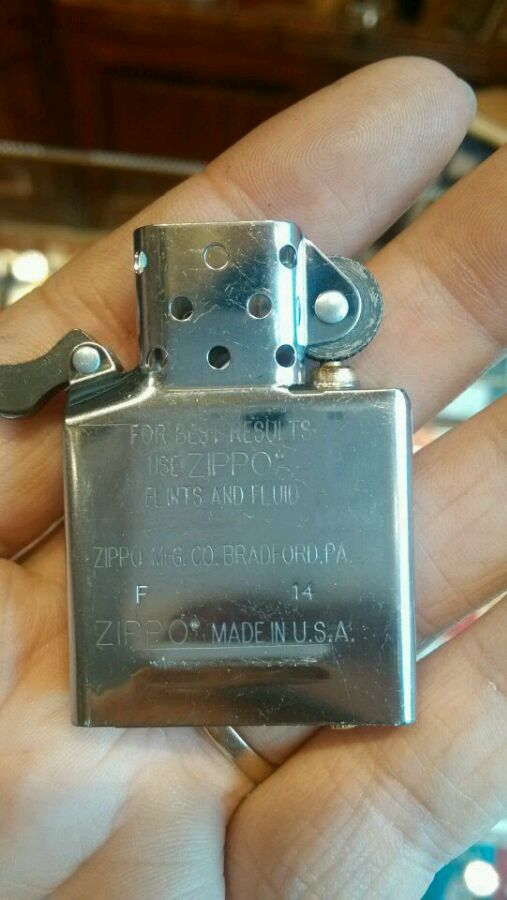 FOR BEST RESULTS
USE ZIPPO®
FLINTS AND FLUID
ZIPPO MFG. CO. BRADFORD, PA.
F 14
ZIPPO® MADE IN U.S.A.